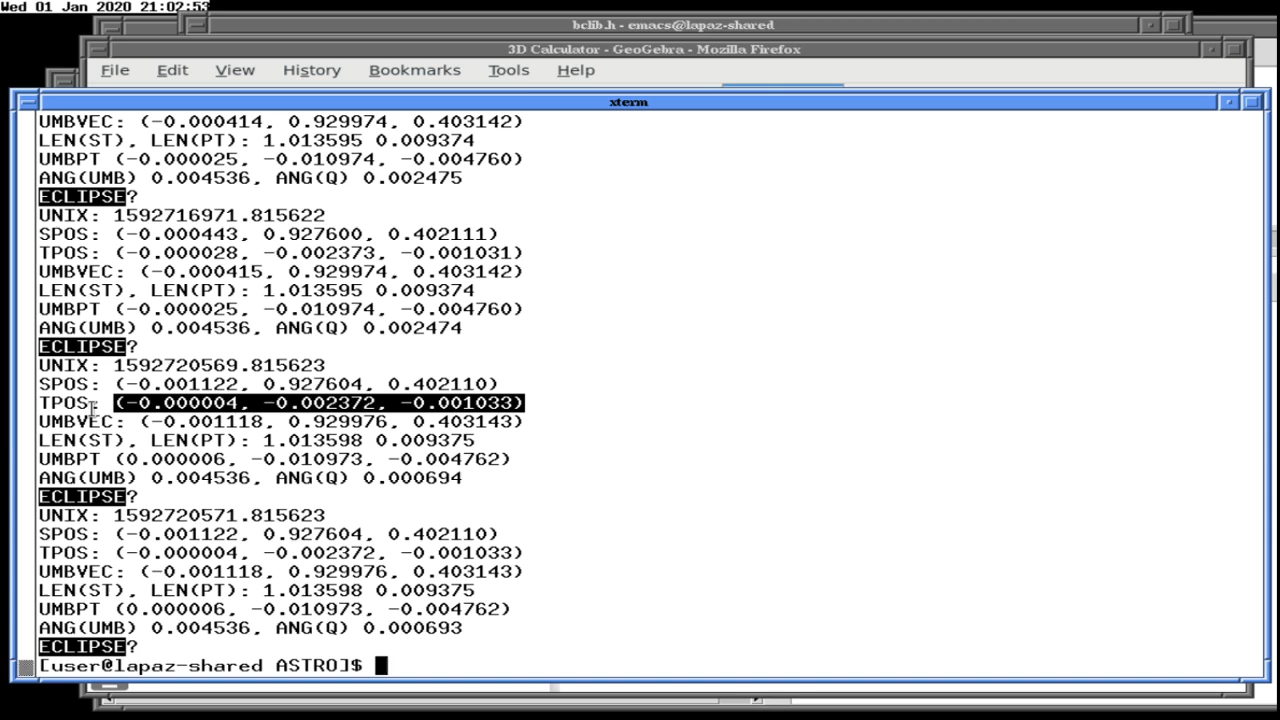 Wed 01 Jan 2020 21:02:53
bclib.h - emacs@lapaz-shared
3D Calculator - GeoGebra - Mozilla Firefox
File Edit View History Bookmarks Tools Help
xterm
UMBVEC: (-0.000414, 0.929974, 0.403142)
LEN(ST), LEN(PT): 1.013595 0.009374
UMBPT (-0.000025, -0.010974, -0.004760)
ANG(UMB) 0.004536, ANG(Q) 0.002475
ECLIPSE?
UNIX: 1592716971.815622
SPOS: (-0.000443, 0.927600, 0.402111)
TPOS: (-0.000028, -0.002373, -0.001031)
UMBVEC: (-0.000415, 0.929974, 0.403142)
LEN(ST), LEN(PT): 1.013595 0.009374
UMBPT (-0.000025, -0.010974, -0.004760)
ANG(UMB) 0.004536, ANG(Q) 0.002474
ECLIPSE?
UNIX: 1592720569.815623
SPOS: (-0.001122, 0.927604, 0.402110)
TPOS: (-0.000004, -0.002372, -0.001033)
UMBVEC: (-0.001118, 0.929976, 0.403143)
LEN(ST), LEN(PT): 1.013598 0.009375
UMBPT (0.000006, -0.010973, -0.004762)
ANG(UMB) 0.004536, ANG(Q) 0.000694
ECLIPSE?
UNIX: 1592720571.815623
SPOS: (-0.001122, 0.927604, 0.402110)
TPOS: (-0.000004, -0.002372, -0.001033)
UMBVEC: (-0.001118, 0.929976, 0.403143)
LEN(ST), LEN(PT): 1.013598 0.009375
UMBPT (0.000006, -0.010973, -0.004762)
ANG(UMB) 0.004536, ANG(Q) 0.000693
ECLIPSE?
[user@lapaz-shared ASTRO]$